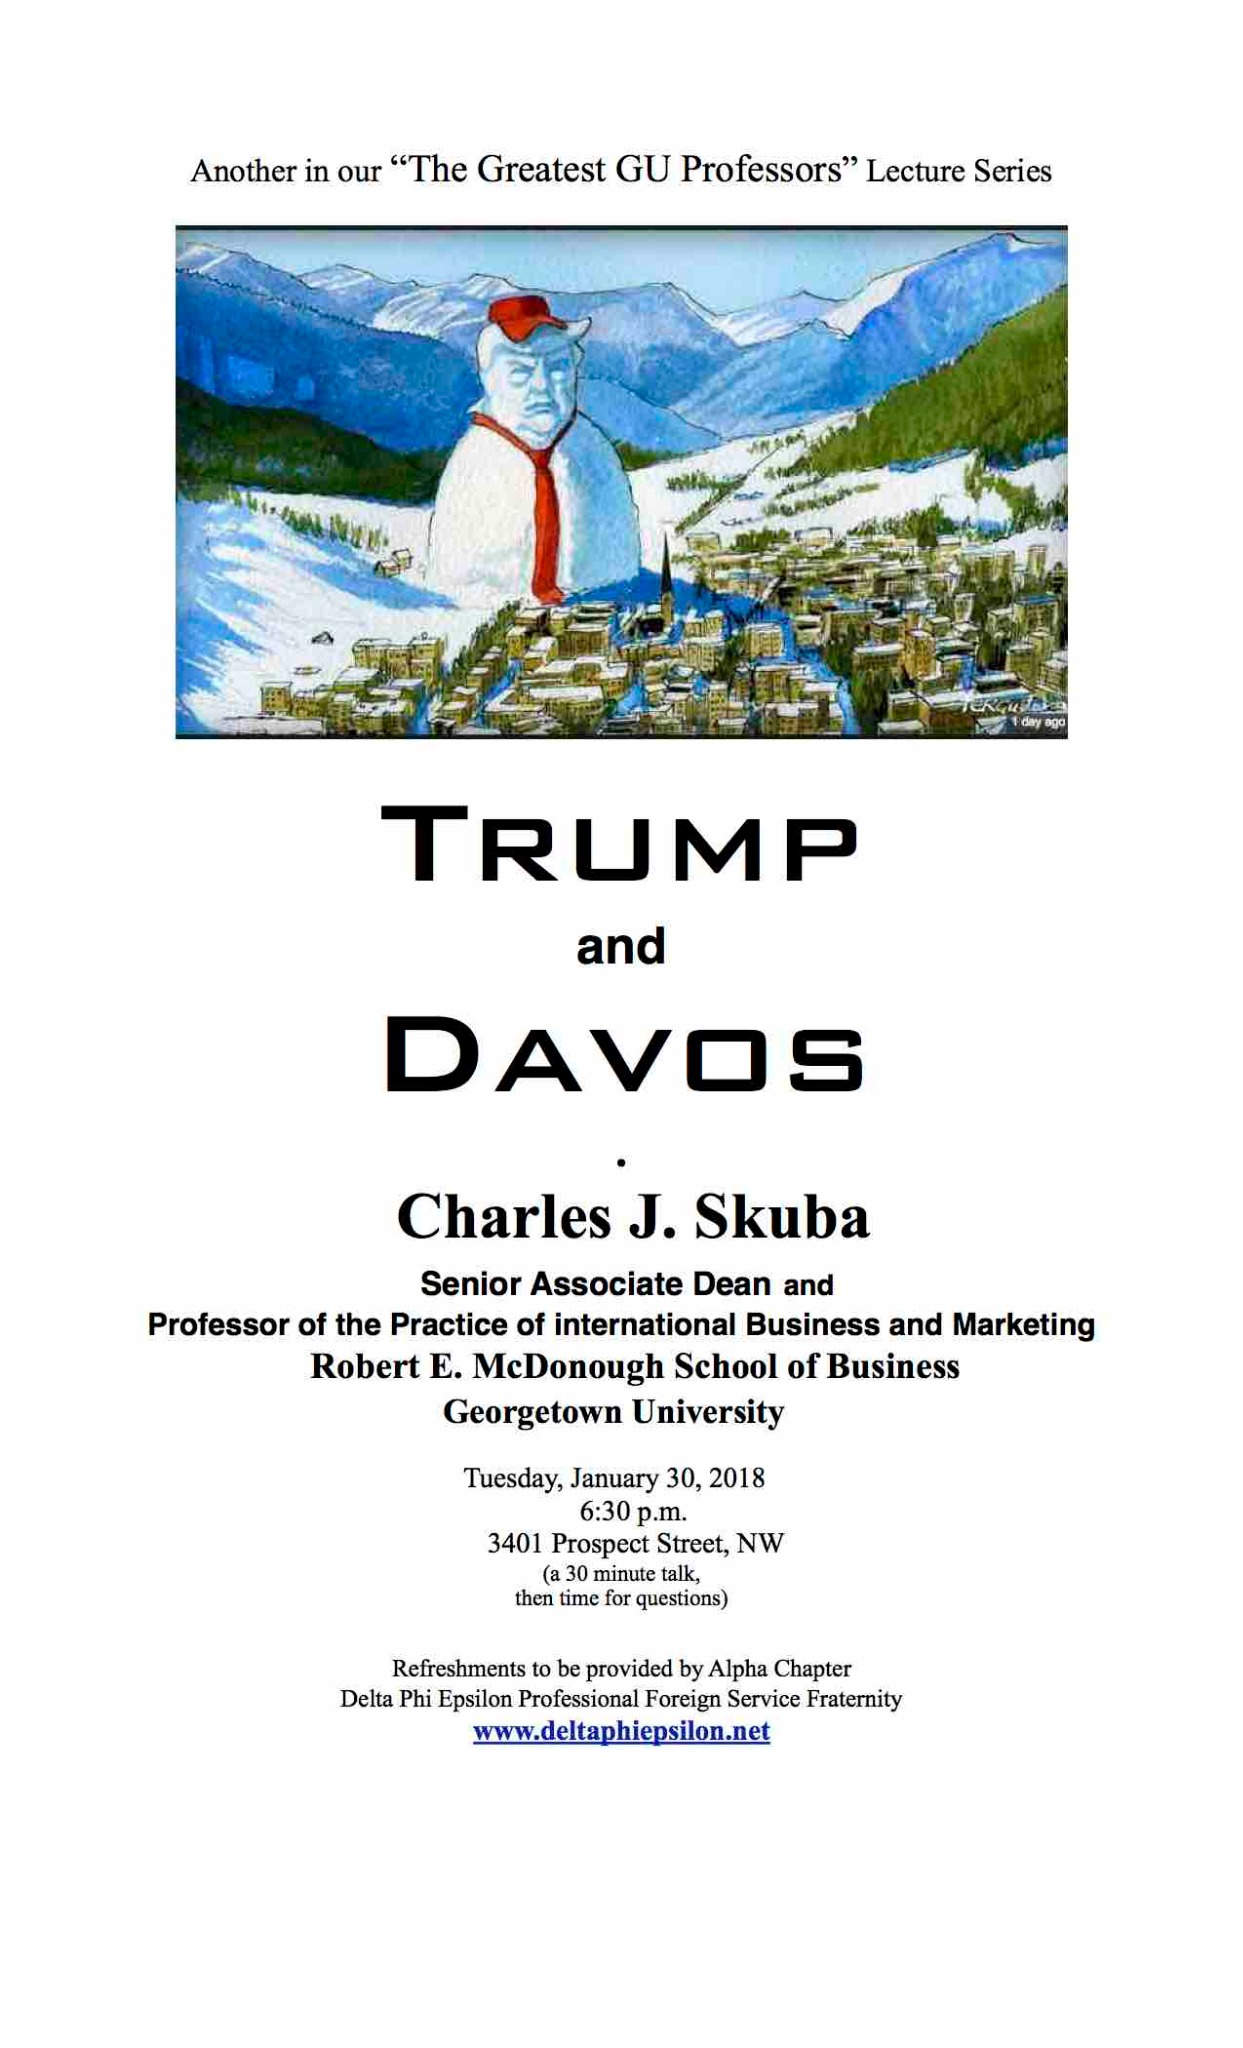 Another in our “The Greatest GU Professors” Lecture Series
1 day ago
TRUMP
and
DAVOS
.
Charles J. Skuba
Senior Associate Dean and
Professor of the Practice of international Business and Marketing
Robert E. McDonough School of Business
Georgetown University
Tuesday, January 30, 2018
6:30 p.m.
3401 Prospect Street, NW
(a 30 minute talk,
then time for questions)
Refreshments to be provided by Alpha Chapter
Delta Phi Epsilon Professional Foreign Service Fraternity
www.deltaphiepsilon.net